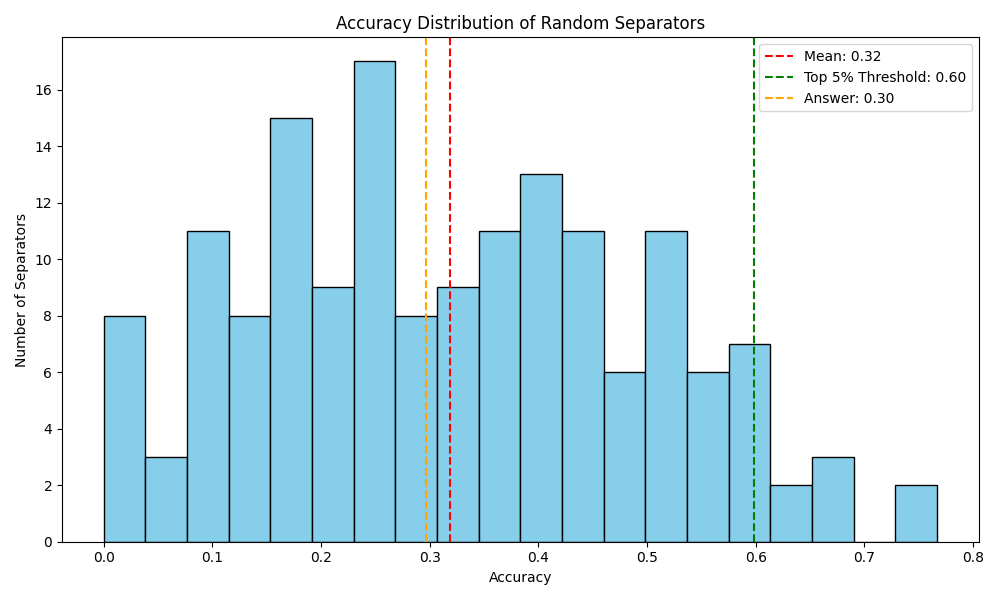 Accuracy Distribution of Random Separators
Mean: 0.32
Top 5% Threshold: 0.60
Answer: 0.30
Number of Separators
16
14
12
10
8
6
4
2
0
0.0 0.1 0.2 0.3 0.4 0.5 0.6 0.7 0.8
Accuracy